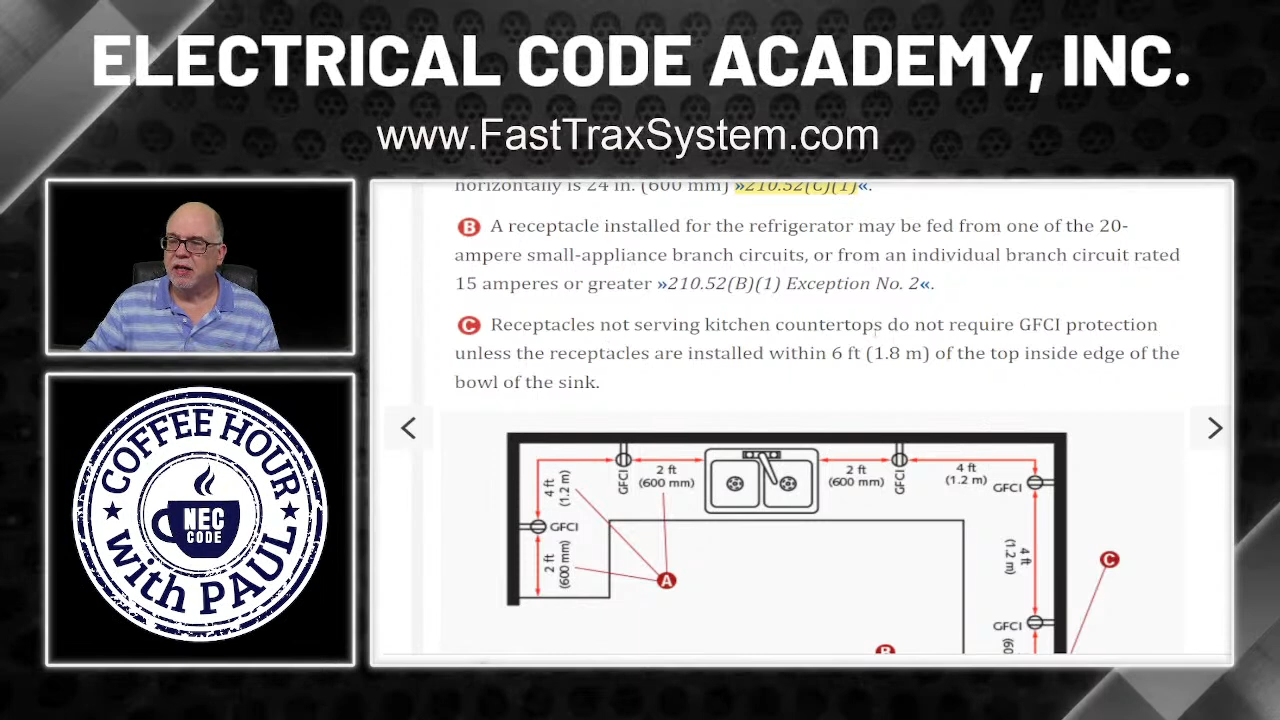 ELECTRICAL CODE ACADEMY, INC.
www.FastTraxSystem.com
horizontally is 24 in. (600 mm) »210.52(C)(1)«.
B A receptacle installed for the refrigerator may be fed from one of the 20-
ampere small-appliance branch circuits, or from an individual branch circuit rated
15 amperes or greater »210.52(B)(1) Exception No. 2«.
C Receptacles not serving kitchen countertops do not require GFCI protection
unless the receptacles are installed within 6 ft (1.8 m) of the top inside edge of the
bowl of the sink.
COFFEE HOUR
NEC
CODE
with PAUL
4 ft
(1.2 m)
GFCI
2 ft
(600 mm)
2 ft
(600 mm)
GFCI
4 ft
(1.2 m)
GFCI
GFCI
2 ft
(600 mm)
A
4 ft
(1.2 m)
C
GFCI
B